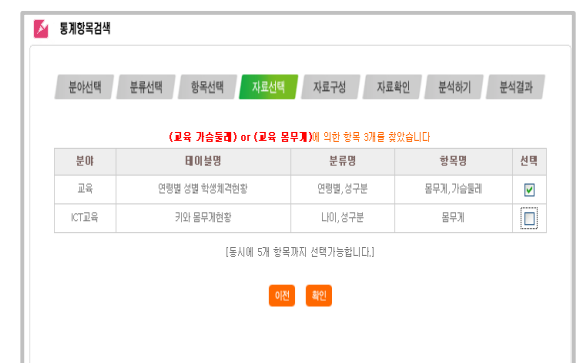 통계항목검색
분야선택 분류선택 항목선택 자료선택 자료구성 자료확인 분석하기 분석결과
(교육 가슴둘레) or (교육 몸무게)에 의한 항목 3개를 찾았습니다
분야 테이블명 분류명 항목명 선택
교육 연령별 성별 학생체격현황 연령별,성구분 몸무게,가슴둘레
ICT교육 키와 몸무게현황 나이,성구분 몸무게
[동시에 5개 항목까지 선택가능합니다.]
이전 확인